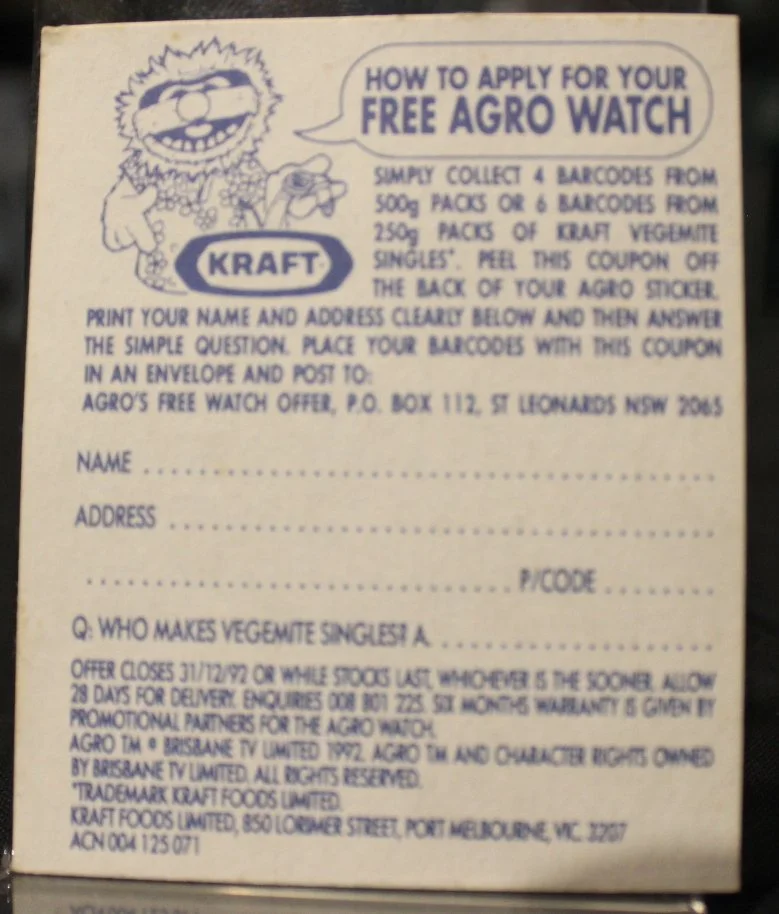 HOW TO APPLY FOR YOUR
FREE AGRO WATCH
KRAFT
SIMPLY COLLECT 4 BARCODES FROM
500g PACKS OR 6 BARCODES FROM
250g PACKS OF KRAFT VEGEMITE
SINGLES*. PEEL THIS COUPON OFF
THE BACK OF YOUR AGRO STICKER.
PRINT YOUR NAME AND ADDRESS CLEARLY BELOW AND THEN ANSWER
THE SIMPLE QUESTION. PLACE YOUR BARCODES WITH THIS COUPON
IN AN ENVELOPE AND POST TO:
AGRO'S FREE WATCH OFFER, P.O. BOX 112, ST LEONARDS NSW 2065
NAME
ADDRESS
P/CODE
Q: WHO MAKES VEGEMITE SINGLES? A.
OFFER CLOSES 31/12/92 OR WHILE STOCKS LAST, WHICHEVER IS THE SOONER. ALLOW
28 DAYS FOR DELIVERY. ENQUIRIES 008 801 225. SIX MONTHS WARRANTY IS GIVEN BY
PROMOTIONAL PARTNERS FOR THE AGRO WATCH.
AGRO TM © BRISBANE TV LIMITED 1992. AGRO TM AND CHARACTER RIGHTS OWNED
BY BRISBANE TV LIMITED. ALL RIGHTS RESERVED.
*TRADEMARK KRAFT FOODS LIMITED.
KRAFT FOODS LIMITED, 850 LORIMER STREET, PORT MELBOURNE, VIC. 3207
ACN 004 125 071